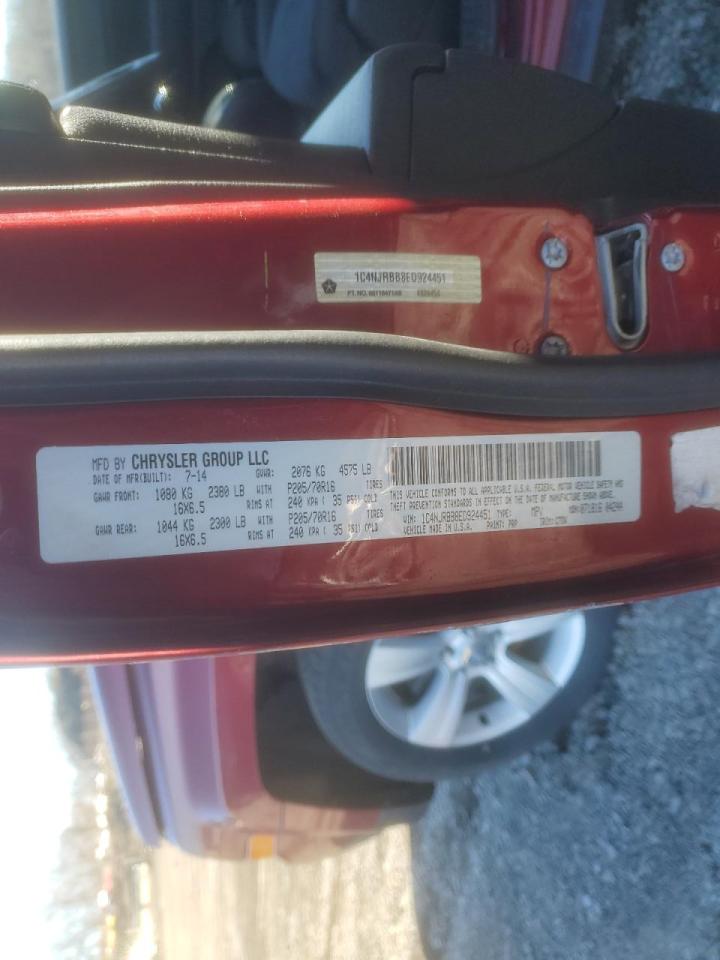 1C4NJRBB8ED924451
PT. NO.
MFD BY CHRYSLER GROUP LLC
DATE OF MFR(BUILT): 7-14 GVWR: 2076 KG 4575 LB
GAWR FRONT: 1080 KG 2380 LB WITH P205/70R16 TIRES
16X6.5 RIMS AT 240 KPA ( 35 PSI) COLD
GAWR REAR: 1044 KG 2300 LB WITH P205/70R16 TIRES
16X6.5 RIMS AT 240 KPA ( 35 PSI) COLD
THIS VEHICLE CONFORMS TO ALL APPLICABLE U.S.A. FEDERAL MOTOR VEHICLE SAFETY AND
THEFT PREVENTION STANDARDS IN EFFECT ON THE DATE OF MANUFACTURE SHOWN ABOVE.
VIN: 1C4NJRBB8ED924451 TYPE: MPV
VEHICLE MADE IN U.S.A. PAINT: PRP